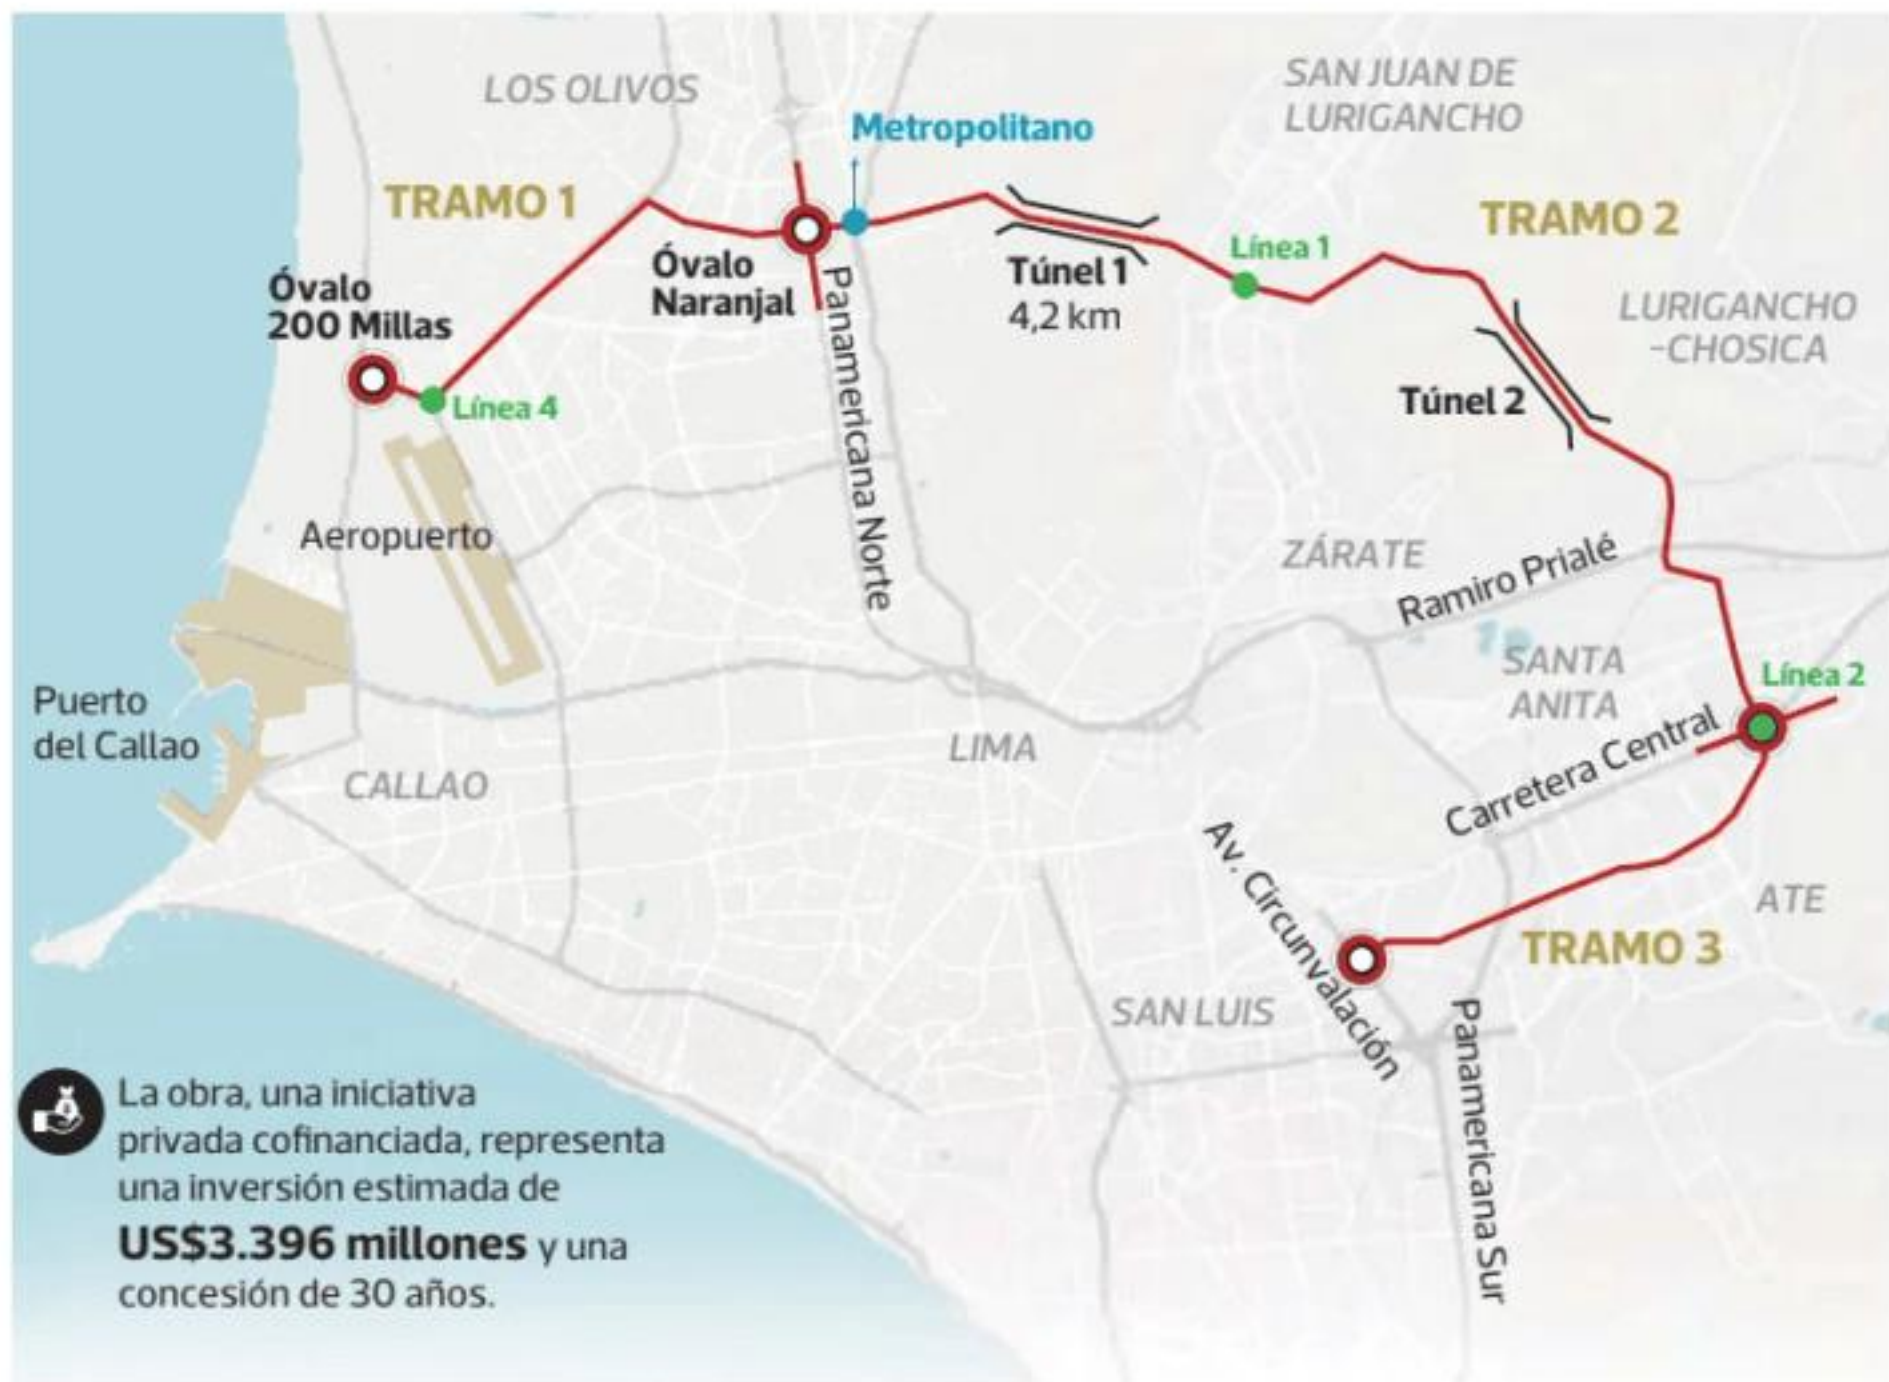 LOS OLIVOS
SAN JUAN DE
LURIGANCHO
Metropolitano
TRAMO 1
TRAMO 2
Óvalo
200 Millas
Óvalo
Naranjal
Túnel 1
4,2 km
Línea 1
LURIGANCHO
-CHOSICA
Línea 4
Túnel 2
Panamericana Norte
Aeropuerto
ZÁRATE
Ramiro Prialé
SANTA
ANITA
Línea 2
Puerto
del Callao
CALLAO
LIMA
Carretera Central
Av. Circunvalación
ATE
TRAMO 3
SAN LUIS
Panamericana Sur
La obra, una iniciativa
privada cofinanciada, representa
una inversión estimada de
US$3.396 millones y una
concesión de 30 años.